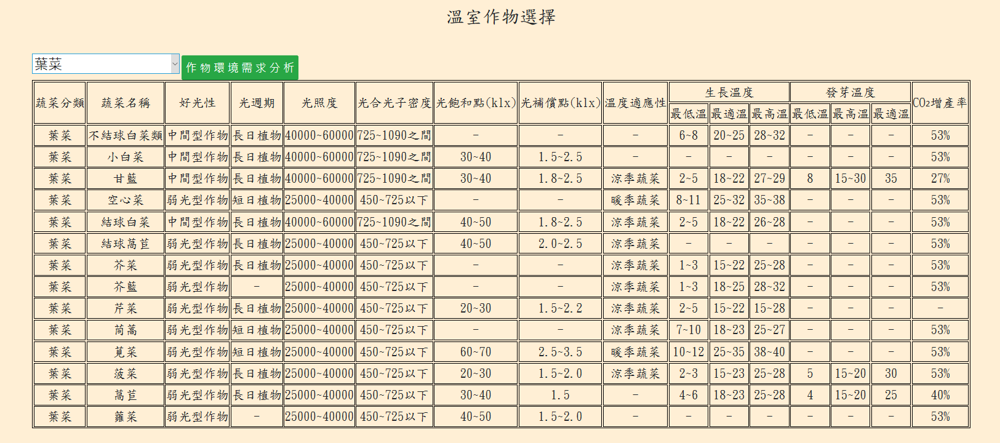 溫室作物選擇
葉菜
作物環境需求分析
蔬菜分類 蔬菜名稱 好光性 光週期 光照度 光合光子密度 光飽和點(klx) 光補償點(klx) 溫度適應性 生長溫度 發芽溫度 CO₂增產率
最低溫 最適溫 最高溫 最低溫 最高溫 最適溫
葉菜 不結球白菜類 中間型作物 長日植物 40000~60000 725~1090之間 - - - 6~8 20~25 28~32 - - - 53%
葉菜 小白菜 中間型作物 長日植物 40000~60000 725~1090之間 30~40 1.5~2.5 - - - - - - - 53%
葉菜 甘藍 中間型作物 長日植物 40000~60000 725~1090之間 30~40 1.8~2.5 涼季蔬菜 2~5 18~22 27~29 8 15~30 35 27%
葉菜 空心菜 弱光型作物 短日植物 25000~40000 450~725以下 - - 暖季蔬菜 8~11 25~32 35~38 - - - 53%
葉菜 結球白菜 中間型作物 長日植物 40000~60000 725~1090之間 40~50 1.8~2.5 涼季蔬菜 2~5 18~22 26~28 - - - 53%
葉菜 結球萵苣 弱光型作物 長日植物 25000~40000 450~725以下 40~50 2.0~2.5 涼季蔬菜 - - - - - - 53%
葉菜 芥菜 弱光型作物 長日植物 25000~40000 450~725以下 - - 涼季蔬菜 1~3 15~22 25~28 - - - 53%
葉菜 芥藍 弱光型作物 - 25000~40000 450~725以下 - - 涼季蔬菜 1~3 18~25 28~32 - - - 53%
葉菜 芹菜 弱光型作物 長日植物 25000~40000 450~725以下 20~30 1.5~2.2 涼季蔬菜 2~5 15~22 15~28 - - - -
葉菜 茼蒿 弱光型作物 短日植物 25000~40000 450~725以下 - - 涼季蔬菜 7~10 18~23 25~27 - - - 53%
葉菜 莧菜 弱光型作物 短日植物 25000~40000 450~725以下 60~70 2.5~3.5 暖季蔬菜 10~12 25~35 38~40 - - - 53%
葉菜 菠菜 弱光型作物 長日植物 25000~40000 450~725以下 20~30 1.5~2.0 涼季蔬菜 2~3 15~23 25~28 5 15~20 30 53%
葉菜 萵苣 弱光型作物 長日植物 25000~40000 450~725以下 30~40 1.5 - 4~6 18~23 25~28 4 15~20 25 40%
葉菜 蕹菜 弱光型作物 - 25000~40000 450~725以下 40~50 1.5~2.0 - - - - - - - 53%